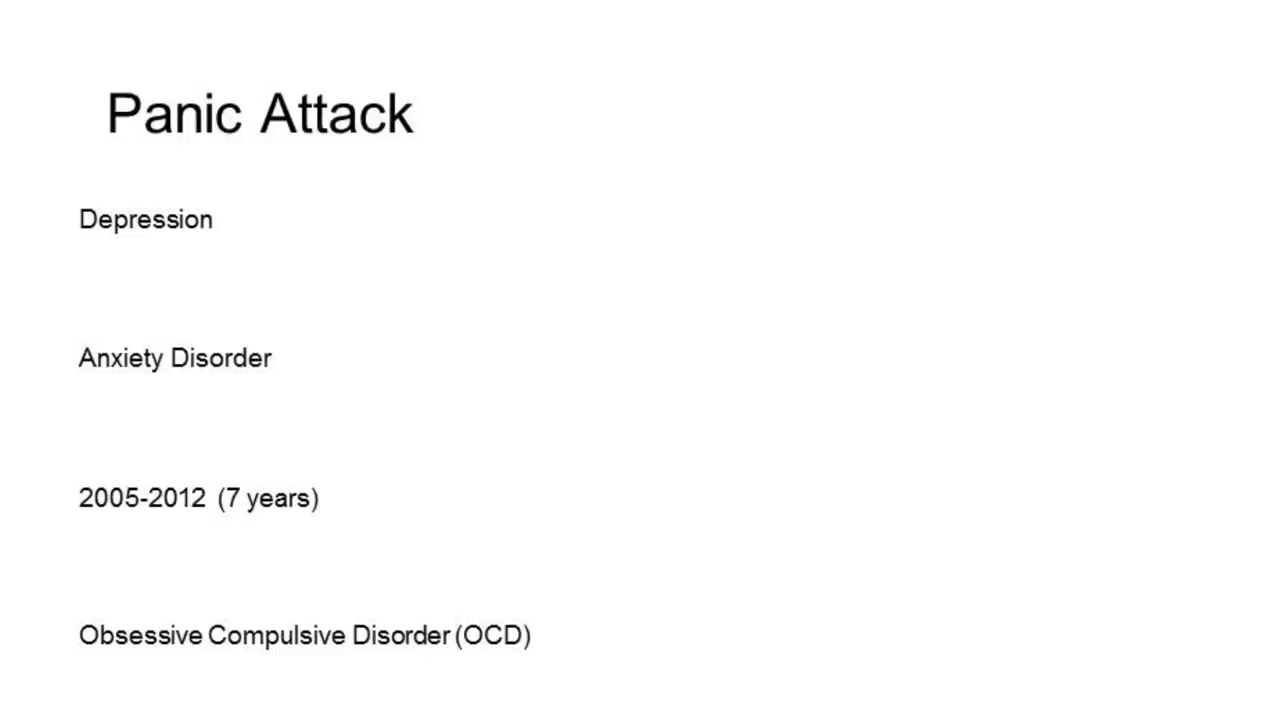 Panic Attack
Depression
Anxiety Disorder
2005-2012 (7 years)
Obsessive Compulsive Disorder (OCD)